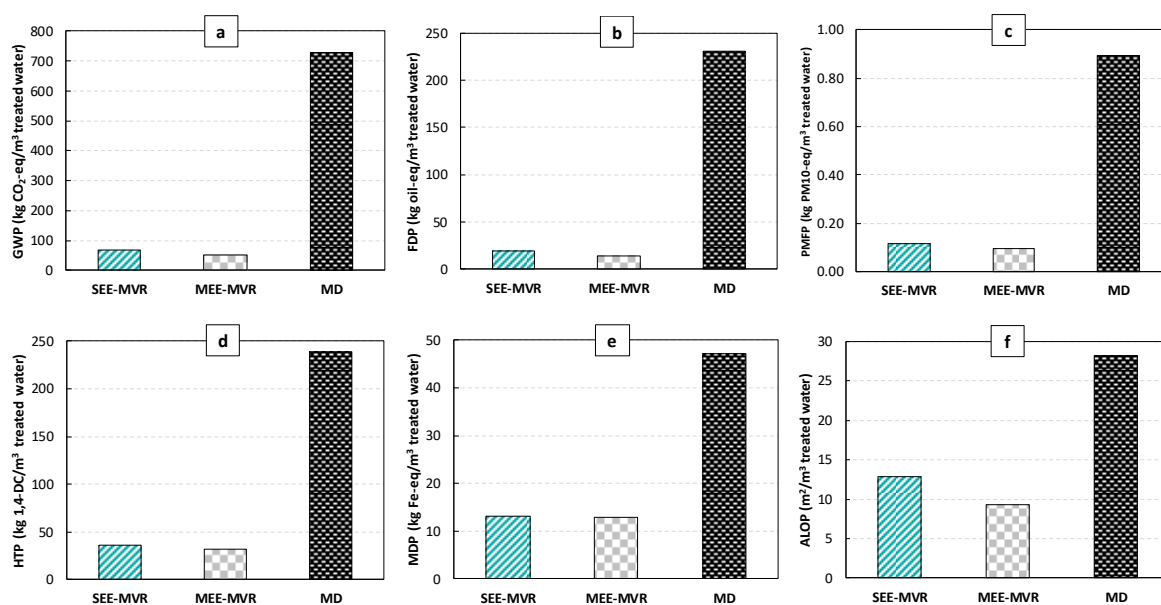 a
GWP (kg CO₂-eq/m³ treated water)
800
700
600
500
400
300
200
100
0
SEE-MVR MEE-MVR MD
b
FDP (kg oil-eq/m³ treated water)
250
200
150
100
50
0
SEE-MVR MEE-MVR MD
c
PMFP (kg PM10-eq/m³ treated water)
1.00
0.80
0.60
0.40
0.20
0.00
SEE-MVR MEE-MVR MD
d
HTP (kg 1,4-DC/m³ treated water)
250
200
150
100
50
0
SEE-MVR MEE-MVR MD
e
MDP (kg Fe-eq/m³ treated water)
50
40
30
20
10
0
SEE-MVR MEE-MVR MD
f
ALOP (m²/m³ treated water)
30
25
20
15
10
5
0
SEE-MVR MEE-MVR MD